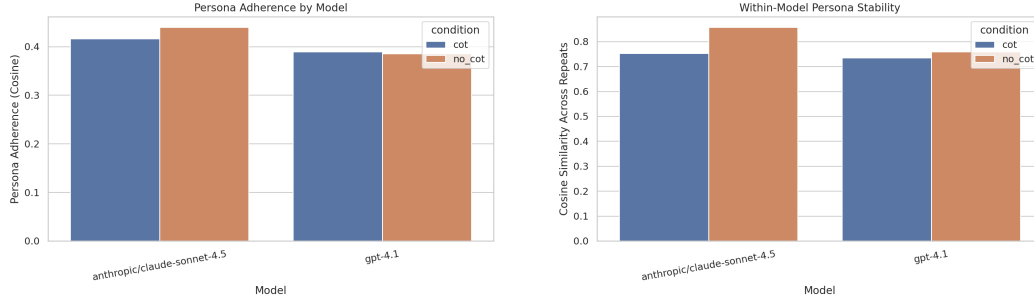 Persona Adherence by Model
Persona Adherence (Cosine)
0.4
0.3
0.2
0.1
0.0
condition
cot
no_cot
anthropic/claude-sonnet-4.5
gpt-4.1
Model
Within-Model Persona Stability
Cosine Similarity Across Repeats
0.8
0.7
0.6
0.5
0.4
0.3
0.2
0.1
0.0
condition
cot
no_cot
anthropic/claude-sonnet-4.5
gpt-4.1
Model